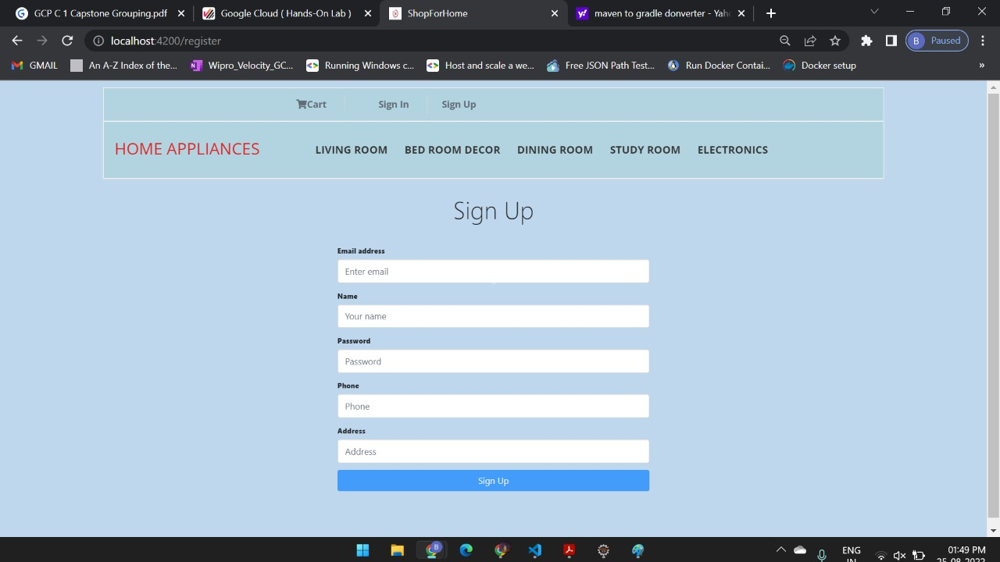 GCP C 1 Capstone Grouping.pdf
Google Cloud ( Hands-On Lab )
ShopForHome
maven to gradle donverter - Yah
localhost:4200/register
B Paused
GMAIL
An A-Z Index of the...
Wipro_Velocity_GC...
Running Windows c...
Host and scale a we...
Free JSON Path Test...
Run Docker Contai...
Docker setup
»
Cart Sign In Sign Up
HOME APPLIANCES LIVING ROOM BED ROOM DECOR DINING ROOM STUDY ROOM ELECTRONICS
Sign Up
Email address
Enter email
Name
Your name
Password
Password
Phone
Phone
Address
Address
Sign Up
ENG 01:49 PM
IN 25-08-2022